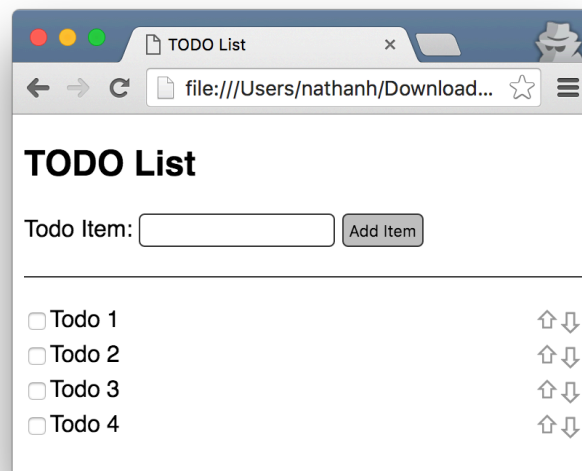 TODO List
file:///Users/nathanh/Download...
TODO List
Todo Item: Add Item
Todo 1
Todo 2
Todo 3
Todo 4